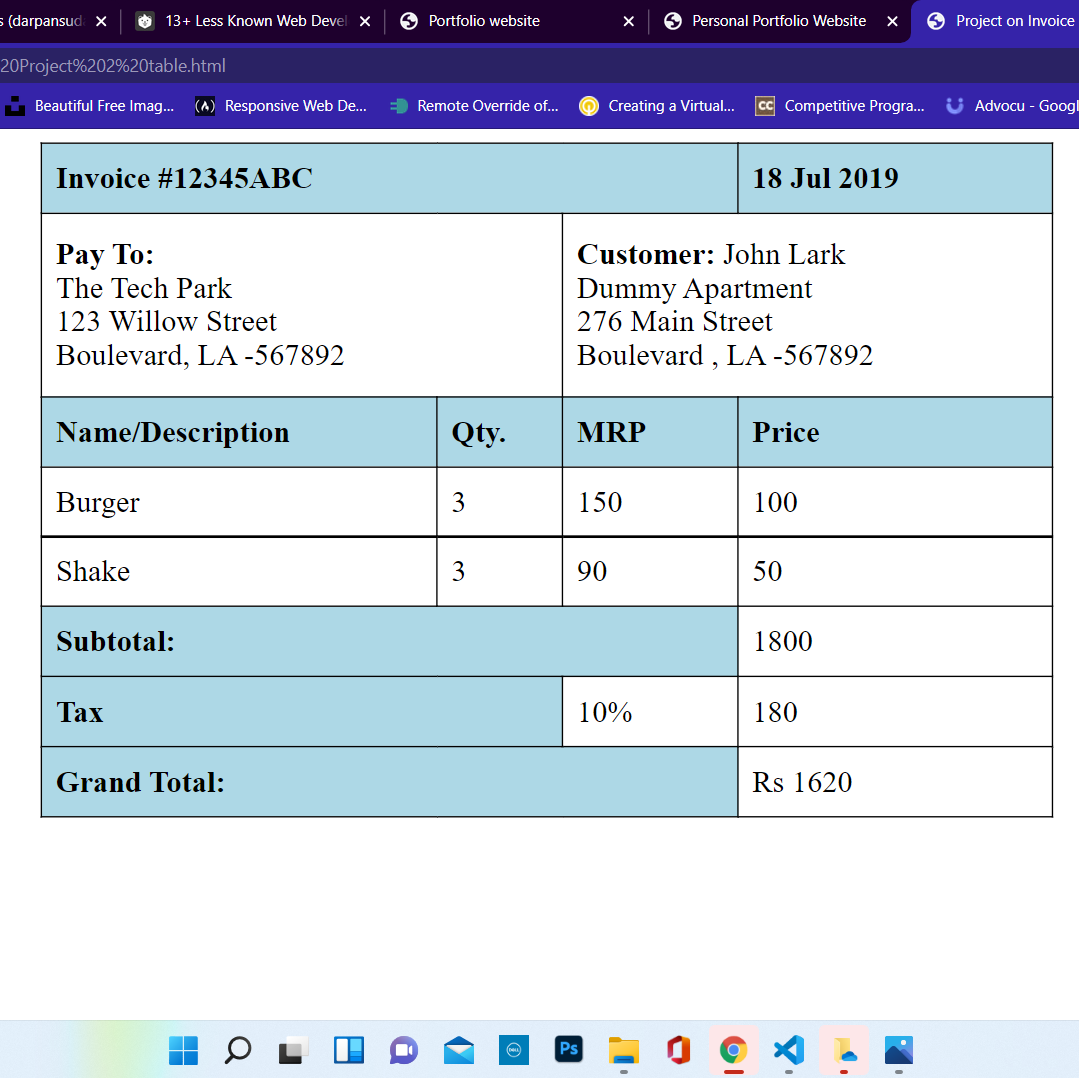 s (darpansud
13+ Less Known Web Devel
Portfolio website
Personal Portfolio Website
Project on Invoice
20Project%202%20table.html
Beautiful Free Imag...
Responsive Web De...
Remote Override of...
Creating a Virtual...
CC
Competitive Progra...
Advocu - Googl
Invoice #12345ABC
18 Jul 2019
Pay To:
The Tech Park
123 Willow Street
Boulevard, LA -567892
Customer: John Lark
Dummy Apartment
276 Main Street
Boulevard , LA -567892
Name/Description Qty. MRP Price
Burger 3 150 100
Shake 3 90 50
Subtotal: 1800
Tax 10% 180
Grand Total: Rs 1620
DELL
Ps